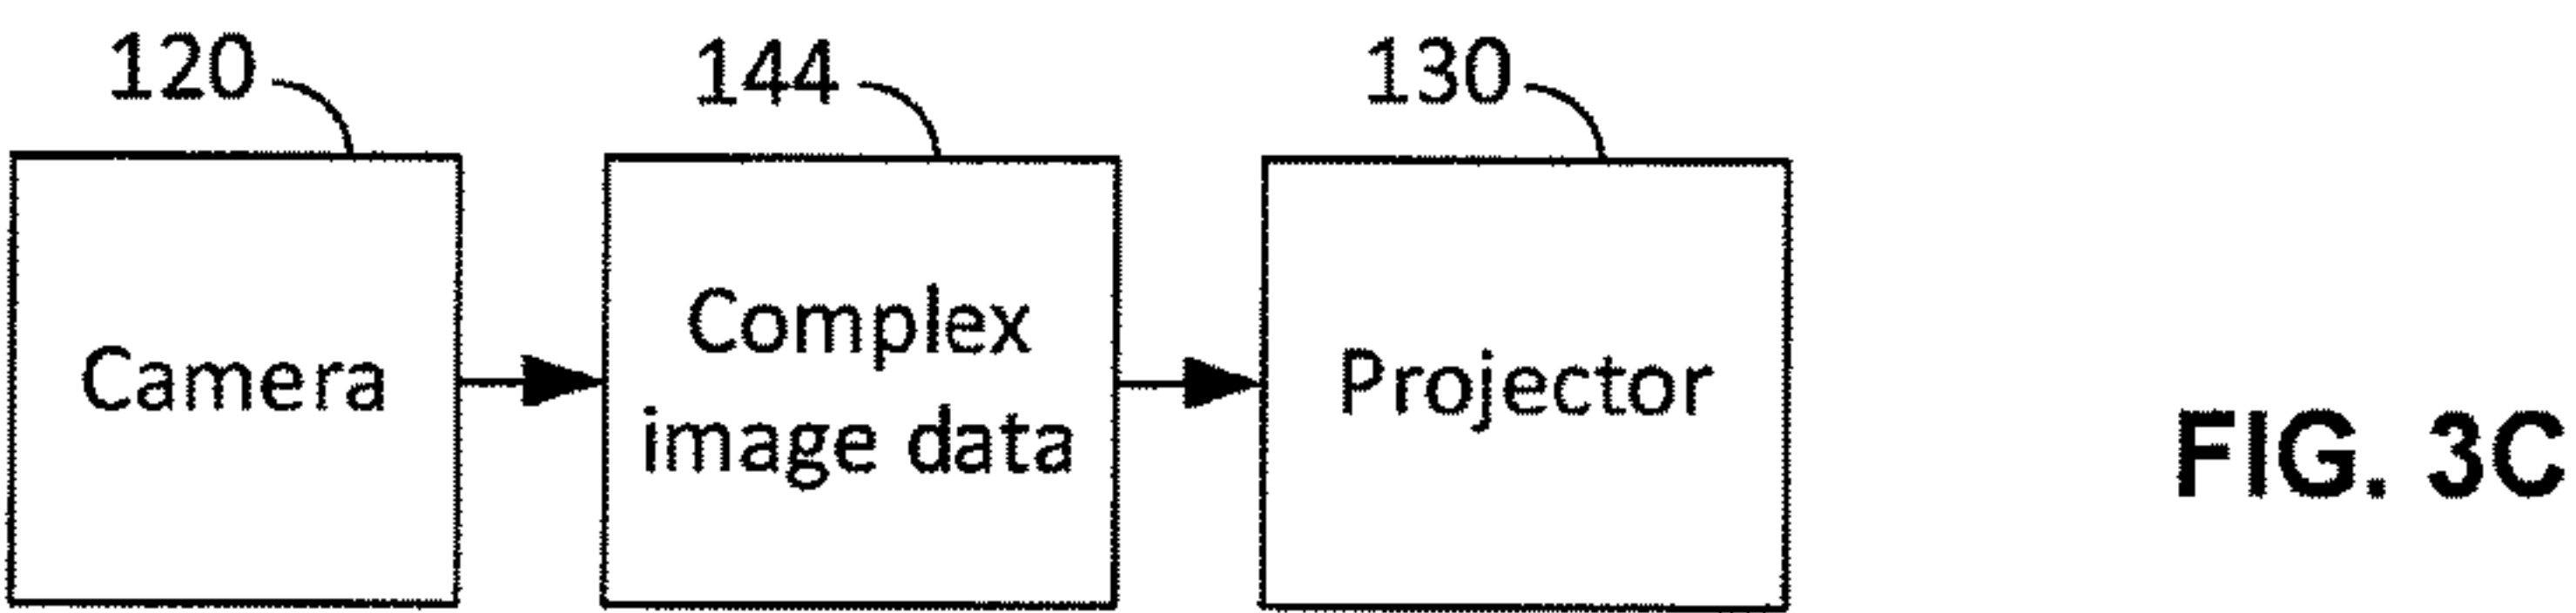 120
144
130
Camera
Complex
image data
Projector
FIG. 3C